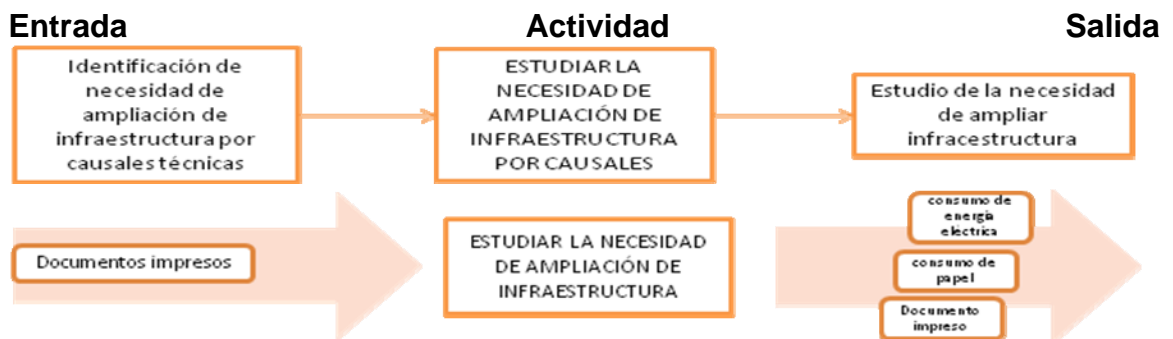 Entrada
Actividad
Salida
Identificación de
necesidad de
ampliación de
infraestructura por
causales técnicas
ESTUDIAR LA
NECESIDAD DE
AMPLIACIÓN DE
INFRAESTRUCTURA
POR CAUSALES
Estudio de la necesidad
de ampliar
infracestructura
Documentos impresos
ESTUDIAR LA NECESIDAD
DE AMPLIACIÓN DE
INFRAESTRUCTURA
consumo de
energía
eléctrica
consumo de
papel
Documento
impreso